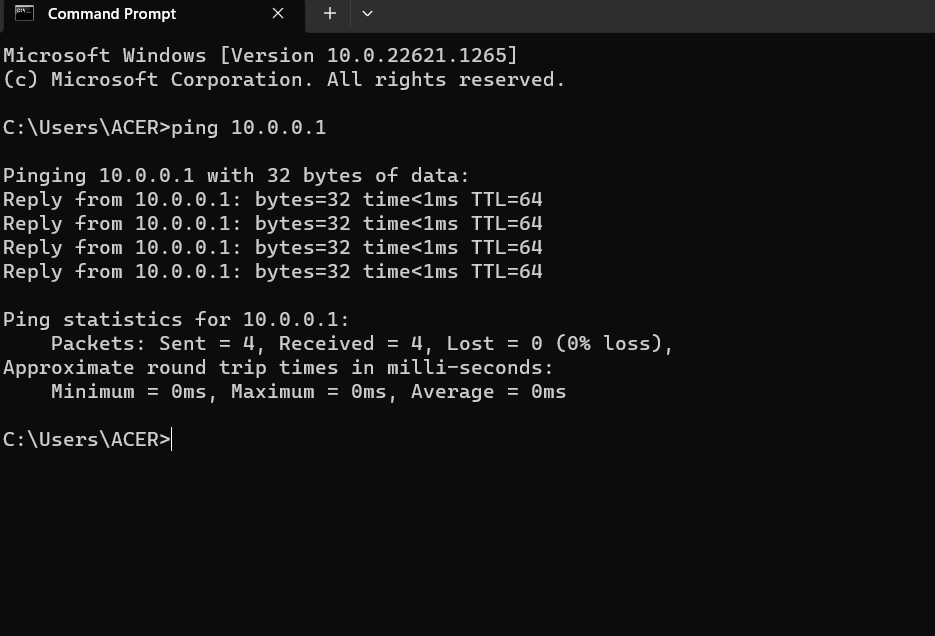 Command Prompt
Microsoft Windows [Version 10.0.22621.1265]
(c) Microsoft Corporation. All rights reserved.
C:\Users\ACER>ping 10.0.0.1
Pinging 10.0.0.1 with 32 bytes of data:
Reply from 10.0.0.1: bytes=32 time<1ms TTL=64
Reply from 10.0.0.1: bytes=32 time<1ms TTL=64
Reply from 10.0.0.1: bytes=32 time<1ms TTL=64
Reply from 10.0.0.1: bytes=32 time<1ms TTL=64
Ping statistics for 10.0.0.1:
    Packets: Sent = 4, Received = 4, Lost = 0 (0% loss),
Approximate round trip times in milli-seconds:
    Minimum = 0ms, Maximum = 0ms, Average = 0ms
C:\Users\ACER>